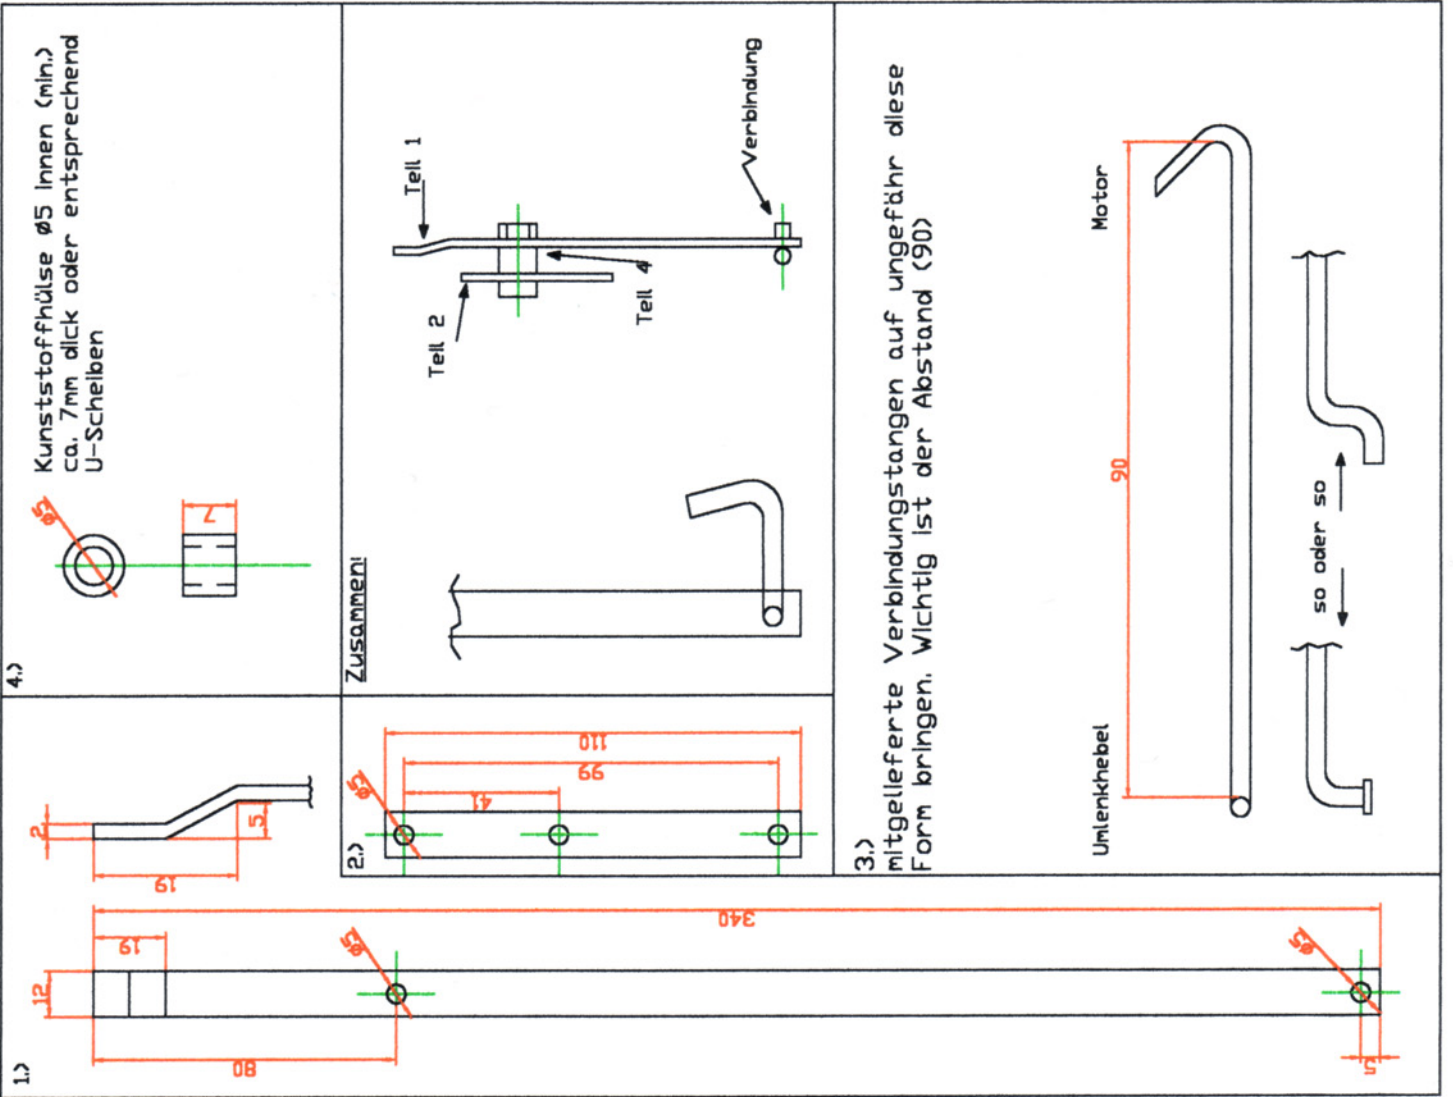 1.)
12
19
80
340
ø5
ø5
5
2
19
5
2.)
ø5
41
99
110
3.)
mitgelieferte Verbindungstangen auf ungefähr diese
Form bringen. Wichtig ist der Abstand (90)
Umlenkhebel
Motor
90
so oder so
4.)
ø5
7
Kunststoffhülse ø5 innen (min.)
ca. 7mm dick oder entsprechend
U-Scheiben
Zusammen:
Teil 1
Teil 2
Teil 4
Verbindung